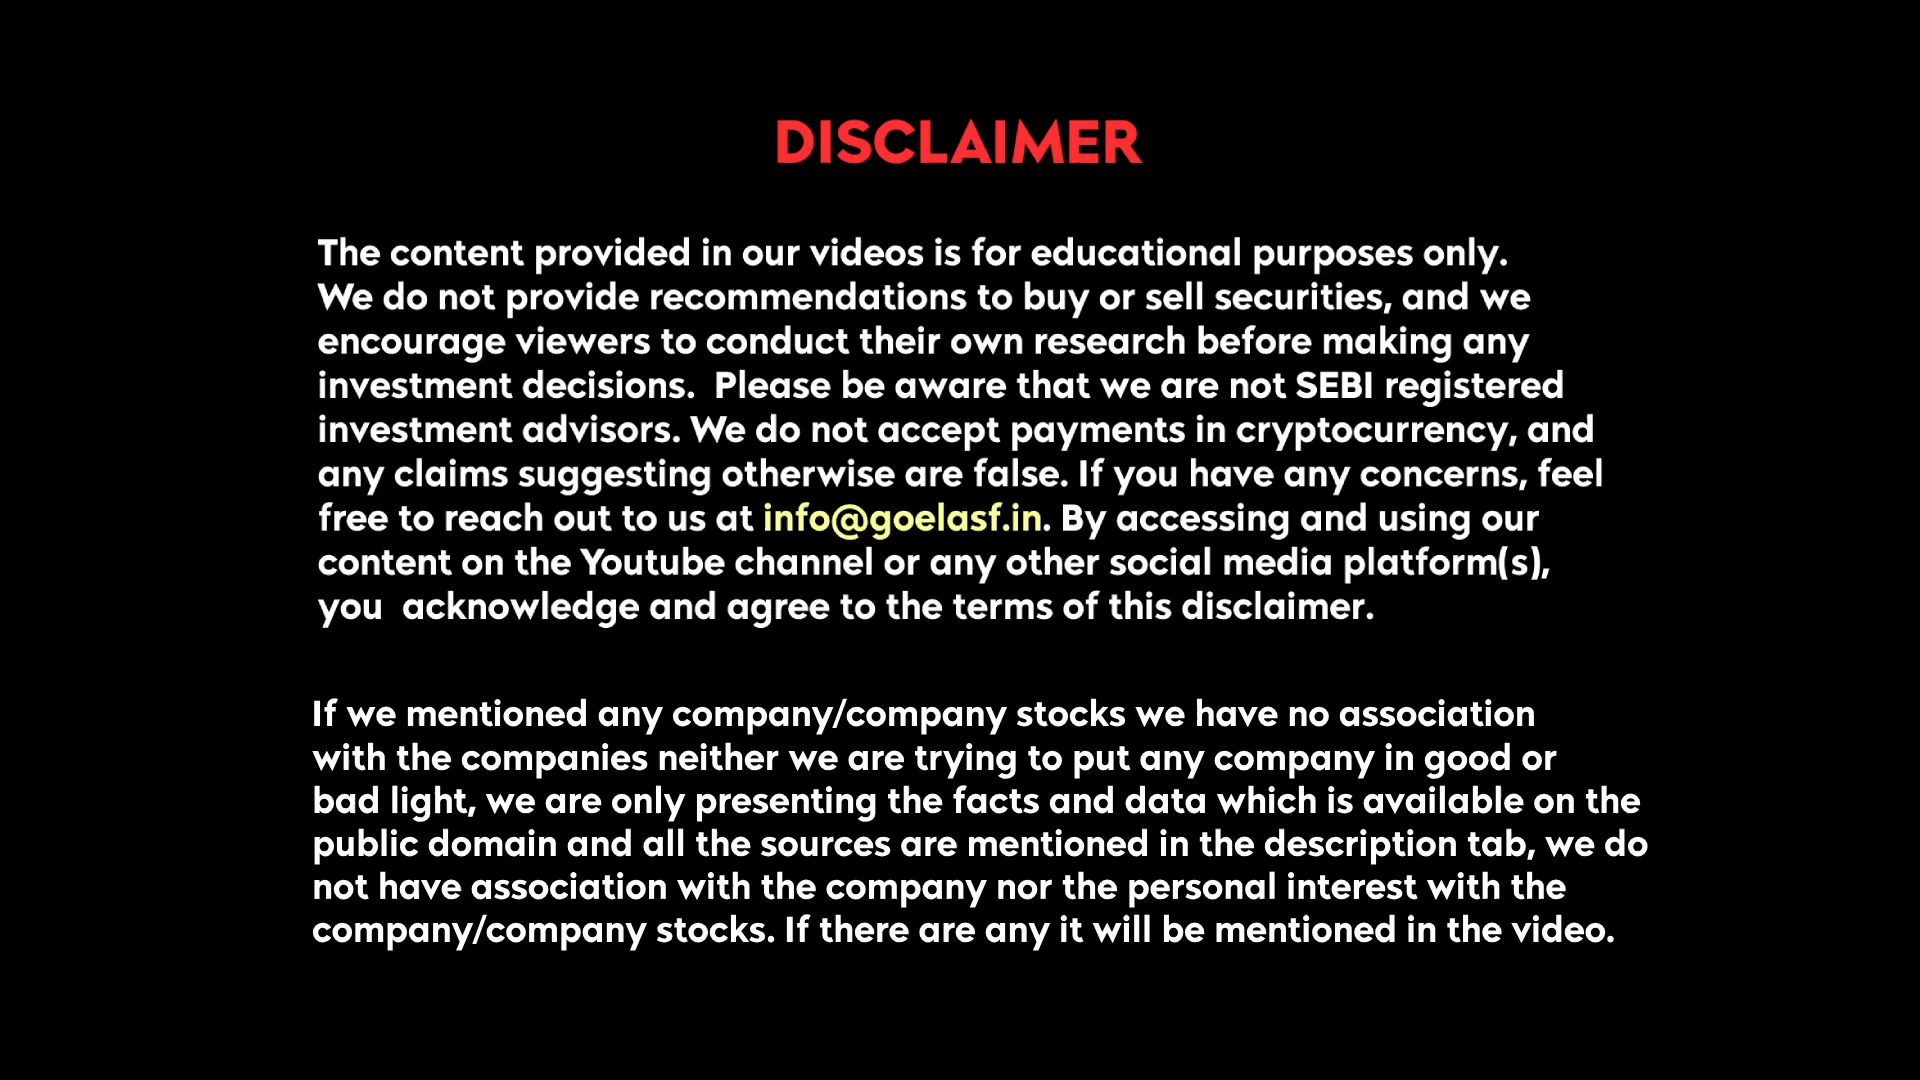 DISCLAIMER
The content provided in our videos is for educational purposes only.
We do not provide recommendations to buy or sell securities, and we
encourage viewers to conduct their own research before making any
investment decisions.  Please be aware that we are not SEBI registered
investment advisors. We do not accept payments in cryptocurrency, and
any claims suggesting otherwise are false. If you have any concerns, feel
free to reach out to us at info@goelasf.in. By accessing and using our
content on the Youtube channel or any other social media platform(s),
you  acknowledge and agree to the terms of this disclaimer.
If we mentioned any company/company stocks we have no association
with the companies neither we are trying to put any company in good or
bad light, we are only presenting the facts and data which is available on the
public domain and all the sources are mentioned in the description tab, we do
not have association with the company nor the personal interest with the
company/company stocks. If there are any it will be mentioned in the video.